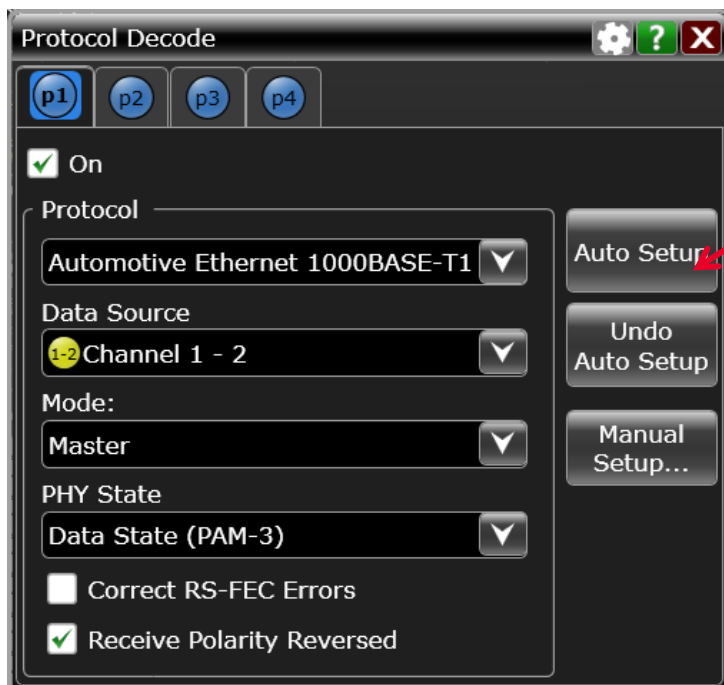 Protocol Decode
?
X
p1
p2
p3
p4
On
Protocol
Automotive Ethernet 1000BASE-T1
Data Source
1-2 Channel 1 - 2
Mode:
Master
PHY State
Data State (PAM-3)
Correct RS-FEC Errors
Receive Polarity Reversed
Auto Setup
Undo
Auto Setup
Manual
Setup...